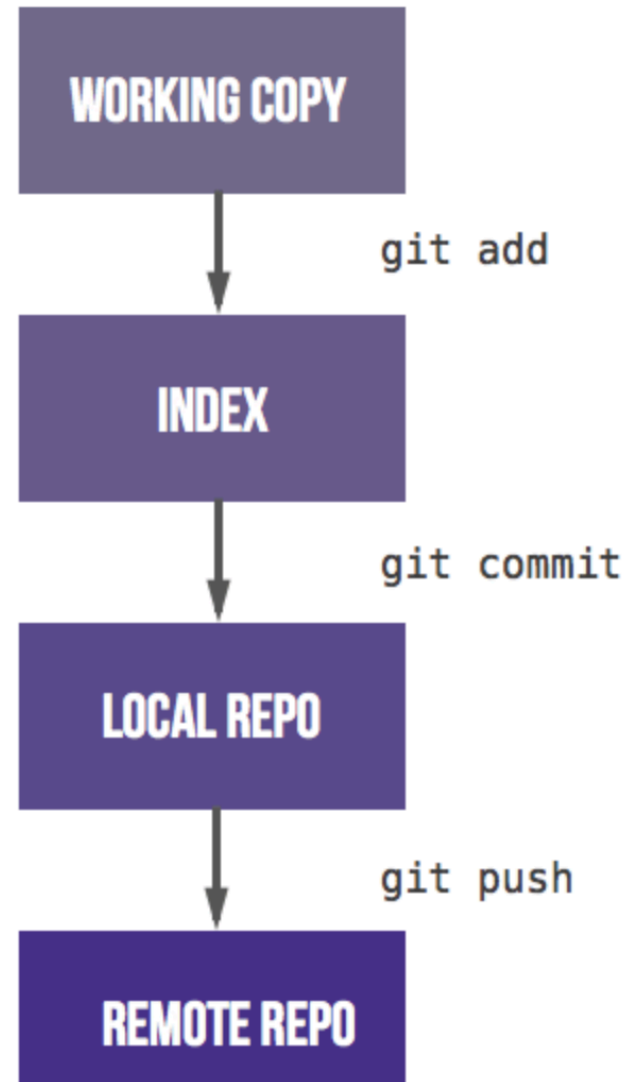 WORKING COPY
git add
INDEX
git commit
LOCAL REPO
git push
REMOTE REPO